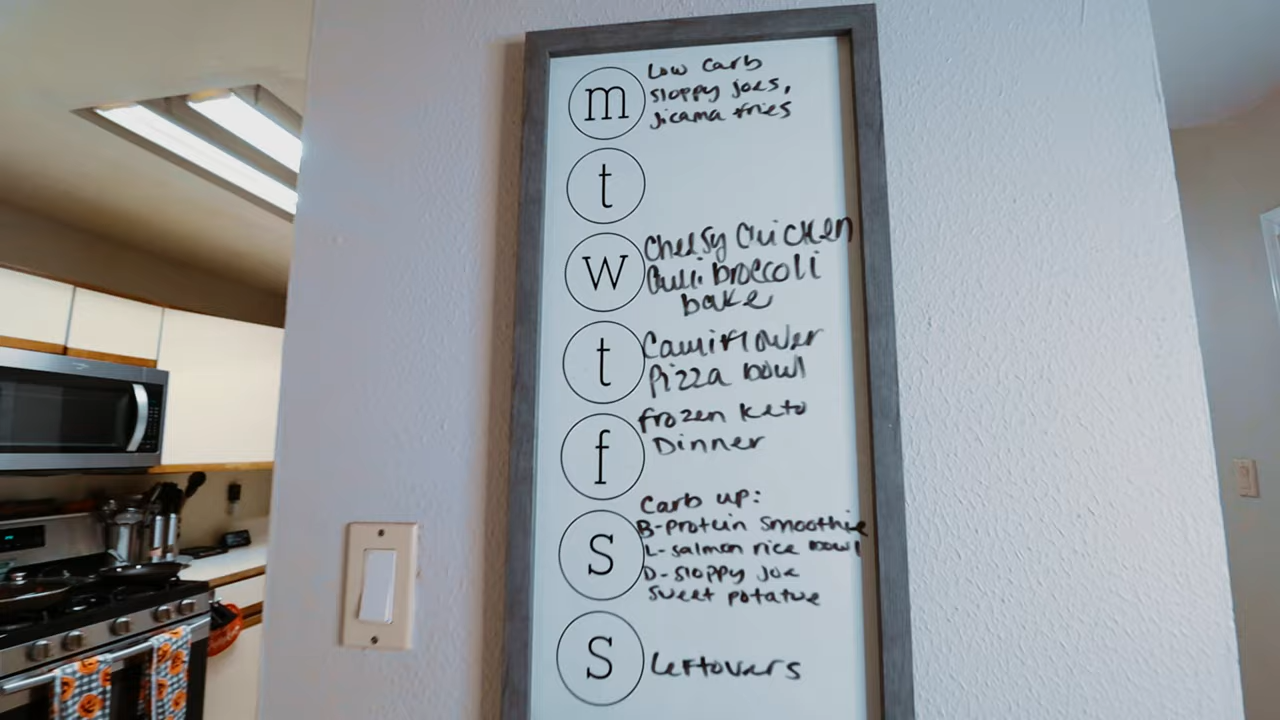 m
Low carb
sloppy joes,
Jicama fries
t
w
Cheesy Chicken
Chili broccoli
bake
t
Cauliflower
Pizza bowl
f
frozen Keto
Dinner
s
Carb up:
B-Protein Smoothie
L-salmon rice bowl
D-sloppy joe
sweet potatoe
s
Leftovers